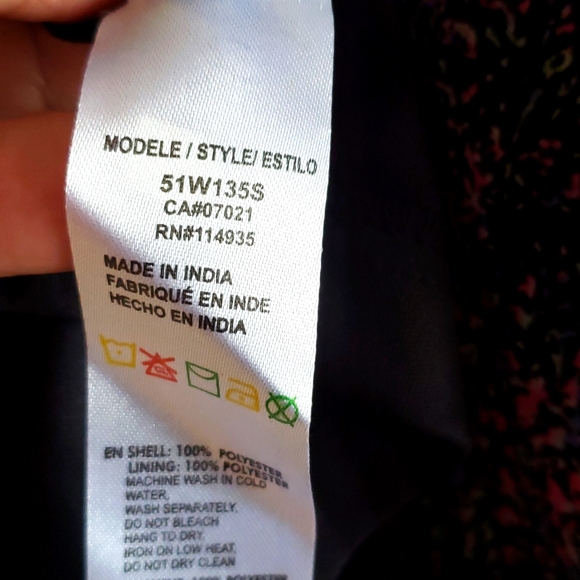 MODELE / STYLE/ ESTILO
51W135S
CA#07021
RN#114935
MADE IN INDIA
FABRIQUÉ EN INDE
HECHO EN INDIA
EN SHELL: 100% POLYESTER
LINING: 100% POLYESTER
MACHINE WASH IN COLD
WATER,
WASH SEPARATELY,
DO NOT BLEACH
HANG TO DRY.
IRON ON LOW HEAT,
DO NOT DRY CLEAN
100% POLYESTER